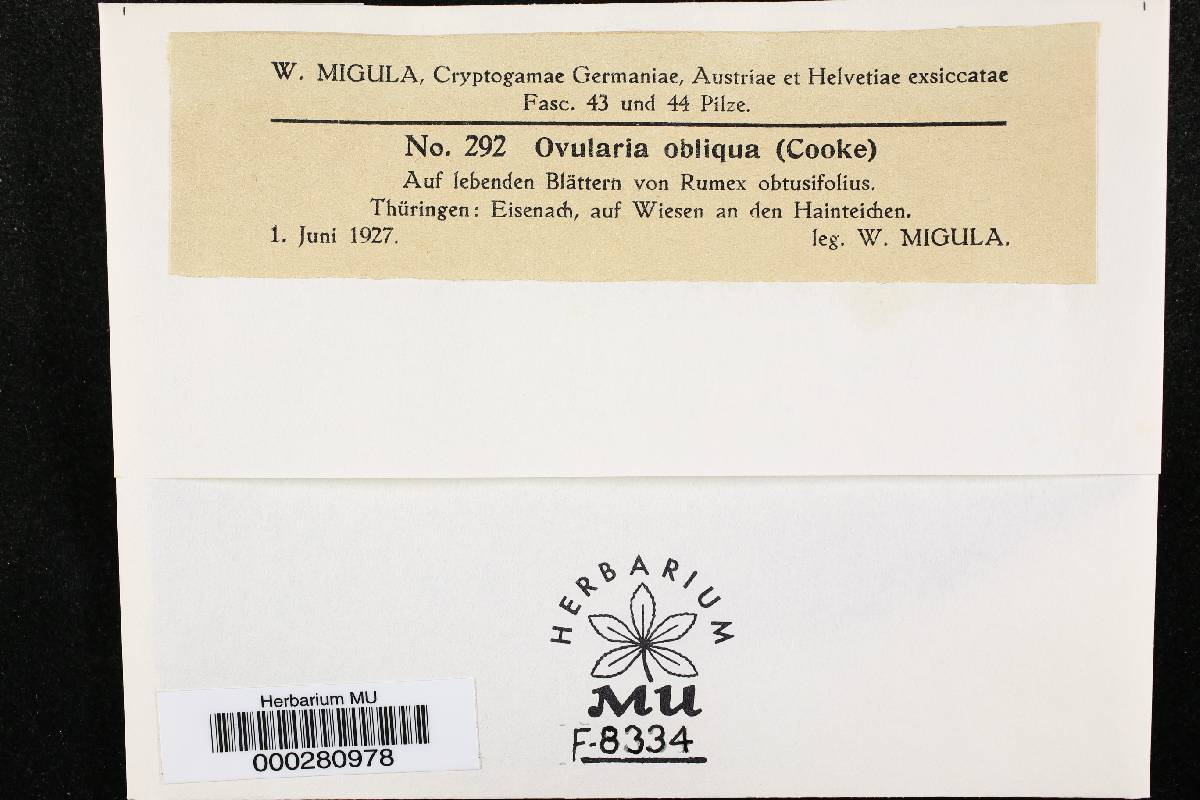 W. MIGULA, Cryptogamae Germaniae, Austriae et Helvetiae exsiccatae
Fasc. 43 und 44 Pilze.
No. 292 Ovularia obliqua (Cooke)
Auf lebenden Blättern von Rumex obtusifolius.
Thüringen: Eisenach, auf Wiesen an den Hainteichen.
1. Juni 1927. leg. W. MIGULA.
HERBARIUM
MU
F-8334
Herbarium MU
000280978